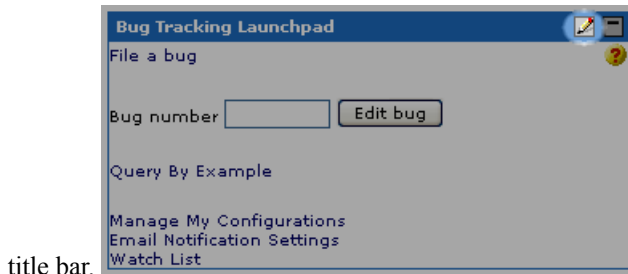 Bug Tracking Launchpad
File a bug
?
Bug number Edit bug
Query By Example
Manage My Configurations
Email Notification Settings
title bar. Watch List